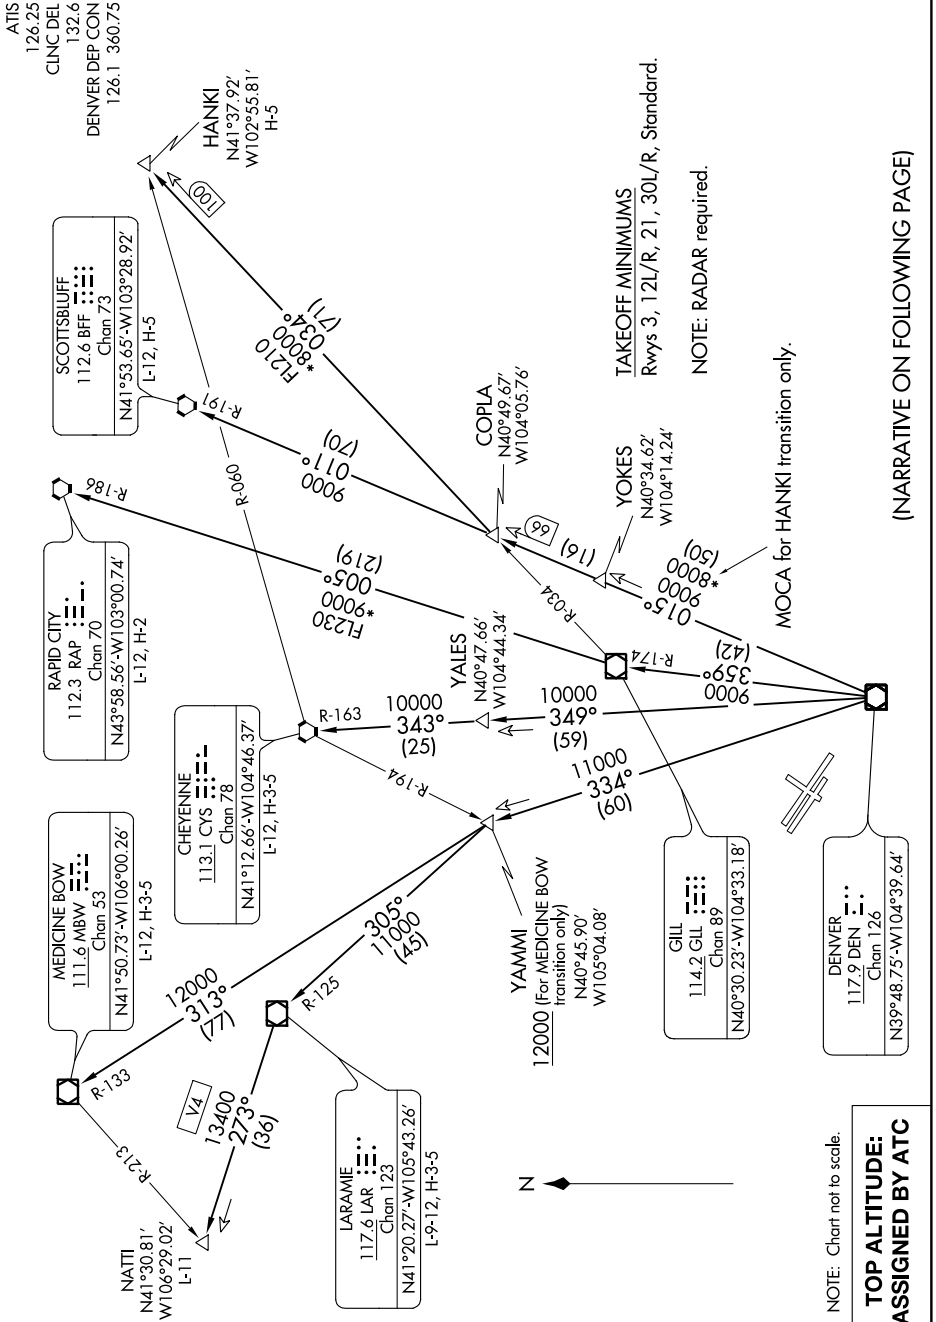 ATIS
126.25
CLNC DEL
132.6
DENVER DEP CON
126.1 360.75
HANKI
N41°37.92′
W102°55.81′
H-5
100
SCOTTSBLUFF
112.6 BFF
Chan 73
N41°53.65′-W103°28.92′
L-12, H-5
R-191
R-060
FL210
*8000
034°
(71)
9000
011°
(70)
RAPID CITY
112.3 RAP
Chan 70
N43°58.56′-W103°00.74′
L-12, H-2
R-186
FL230
*9000
005°
(219)
COPLA
N40°49.67′
W104°05.76′
66
(16)
YOKES
N40°34.62′
W104°14.24′
TAKEOFF MINIMUMS
Rwys 3, 12L/R, 21, 30L/R, Standard.
NOTE: RADAR required.
MOCA for HANKI transition only.
015°
9000
*8000
(50)
R-034
R-174
9000
359°
(42)
YALES
N40°47.66′
W104°44.34′
10000
346°
(59)
10000
343°
(25)
R-163
CHEYENNE
113.1 CYS
Chan 78
N41°12.66′-W104°46.37′
L-12, H-3-5
R-194
11000
334°
(60)
MEDICINE BOW
111.6 MBW
Chan 53
N41°50.73′-W106°00.26′
L-12, H-3-5
R-133
12000
313°
(77)
305°
11000
(45)
R-125
YAMMI
12000 (For MEDICINE BOW
transition only)
N40°45.90′
W105°04.08′
GILL
114.2 GLL
Chan 89
N40°30.23′-W104°33.18′
DENVER
117.9 DEN
Chan 126
N39°48.75′-W104°39.64′
V4
13400
273°
(36)
R-213
NATTI
N41°30.81′
W106°29.02′
L-11
LARAMIE
117.6 LAR
Chan 123
N41°20.27′-W105°43.26′
L-9-12, H-3-5
N
NOTE: Chart not to scale.
TOP ALTITUDE:
ASSIGNED BY ATC
(NARRATIVE ON FOLLOWING PAGE)